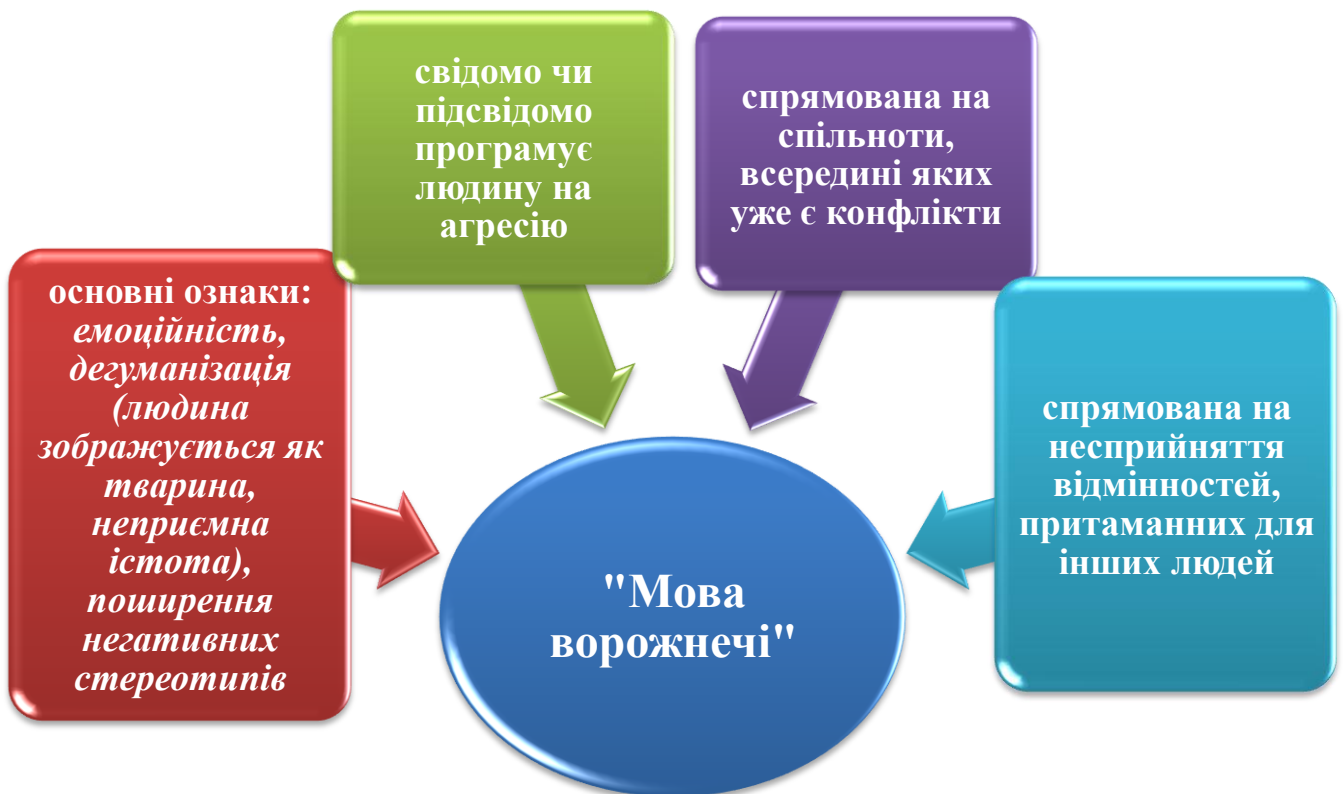 основні ознаки:
емоційність,
дегуманізація
(людина
зображується як
тварина,
неприємна
істота),
поширення
негативних
стереотипів
свідомо чи
підсвідомо
програмує
людину на
агресію
спрямована на
спільноти,
всередині яких
уже є конфлікти
спрямована на
несприйняття
відмінностей,
притаманних для
інших людей
"Мова
ворожнечі"